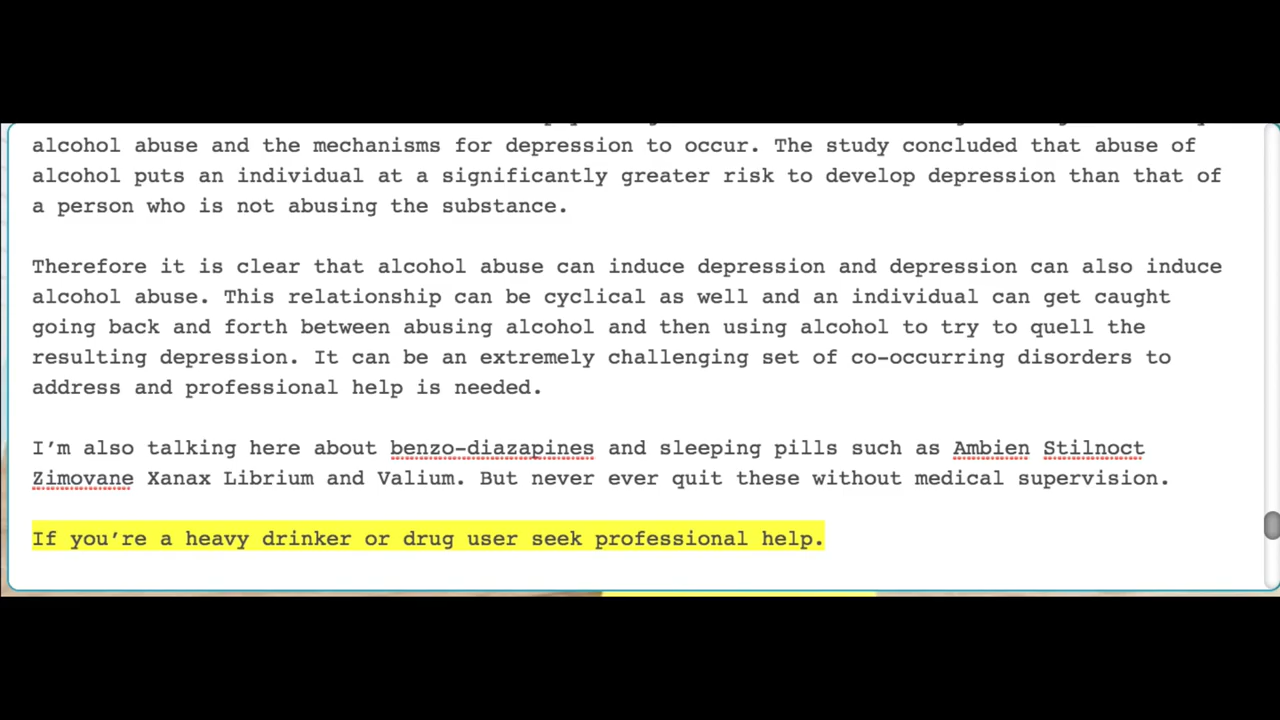 alcohol abuse and the mechanisms for depression to occur. The study concluded that abuse of
alcohol puts an individual at a significantly greater risk to develop depression than that of
a person who is not abusing the substance.
Therefore it is clear that alcohol abuse can induce depression and depression can also induce
alcohol abuse. This relationship can be cyclical as well and an individual can get caught
going back and forth between abusing alcohol and then using alcohol to try to quell the
resulting depression. It can be an extremely challenging set of co-occurring disorders to
address and professional help is needed.
I’m also talking here about benzo-diazapines and sleeping pills such as Ambien Stilnoct
Zimovane Xanax Librium and Valium. But never ever quit these without medical supervision.
If you’re a heavy drinker or drug user seek professional help.